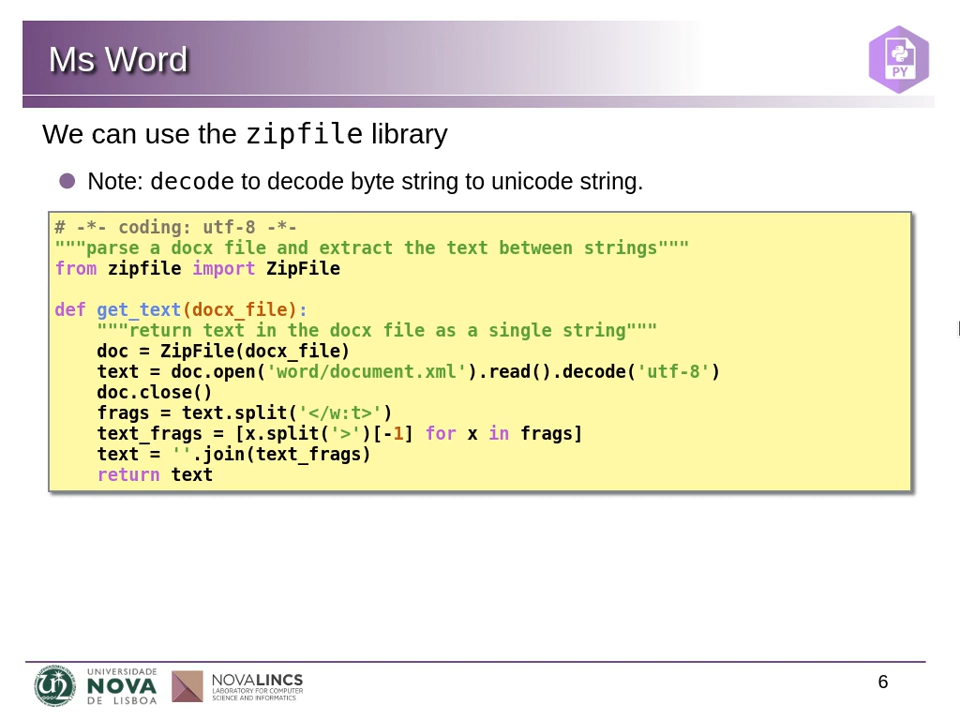 Ms Word
PY
We can use the zipfile library
Note: decode to decode byte string to unicode string.
# -*- coding: utf-8 -*-
"""parse a docx file and extract the text between strings"""
from zipfile import ZipFile
def get_text(docx_file):
    """return text in the docx file as a single string"""
    doc = ZipFile(docx_file)
    text = doc.open('word/document.xml').read().decode('utf-8')
    doc.close()
    frags = text.split('</w:t>')
    text_frags = [x.split('>')[-1] for x in frags]
    text = ''.join(text_frags)
    return text
UNIVERSIDADE
NOVA
DE LISBOA
NOVALINCS
LABORATORY FOR COMPUTER
SCIENCE AND INFORMATICS
6